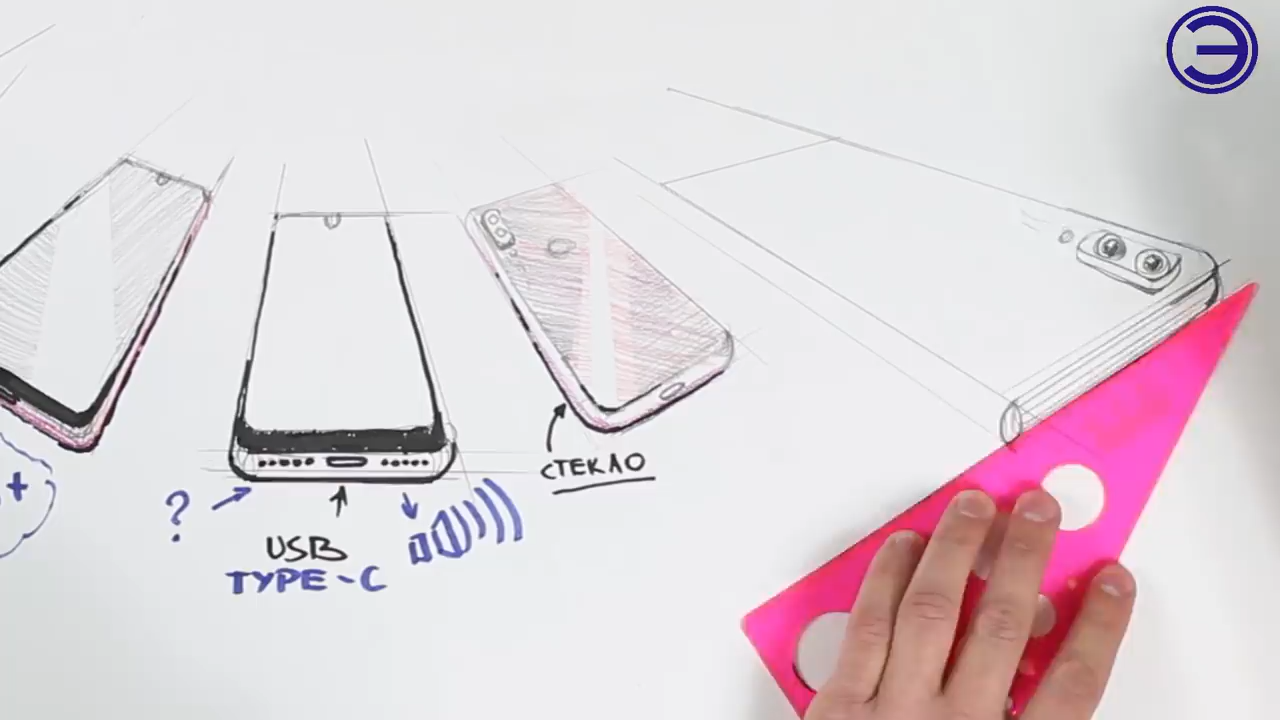 Э
СТЕКЛО
+
?
USB
TYPE-C